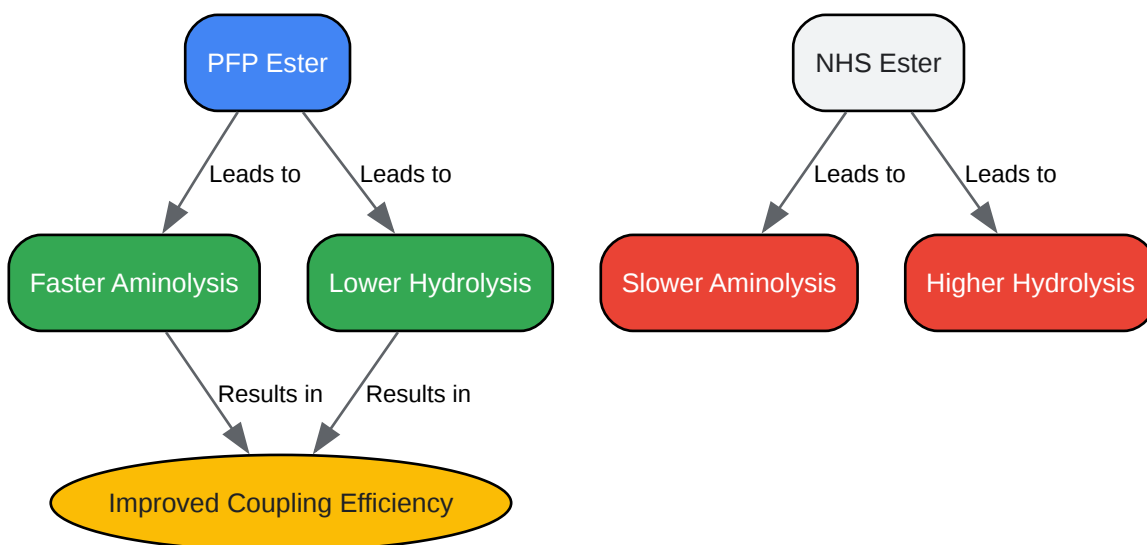 PFP Ester
NHS Ester
Leads to
Leads to
Leads to
Leads to
Faster Aminolysis
Lower Hydrolysis
Slower Aminolysis
Higher Hydrolysis
Results in
Results in
Improved Coupling Efficiency